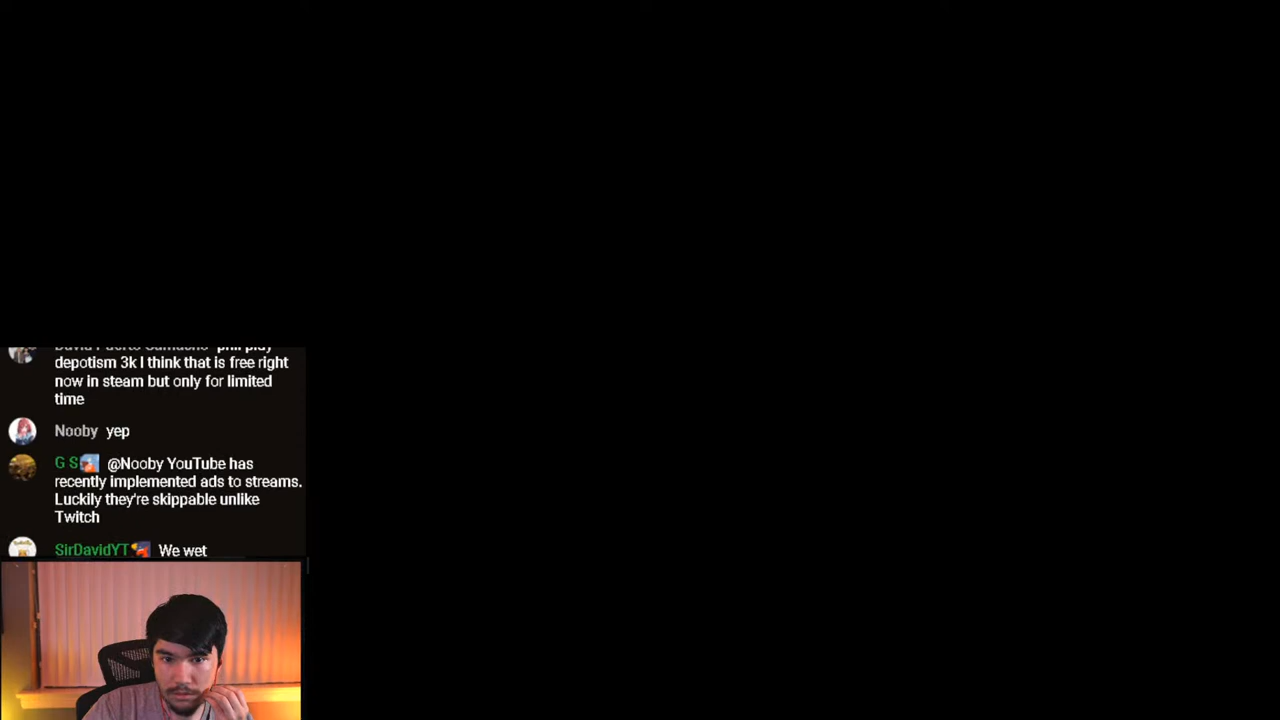 depotism 3k I think that is free right
now in steam but only for limited
time
Nooby yep
G S @Nooby YouTube has
recently implemented ads to streams.
Luckily they're skippable unlike
Twitch
SirDavidYT We wet